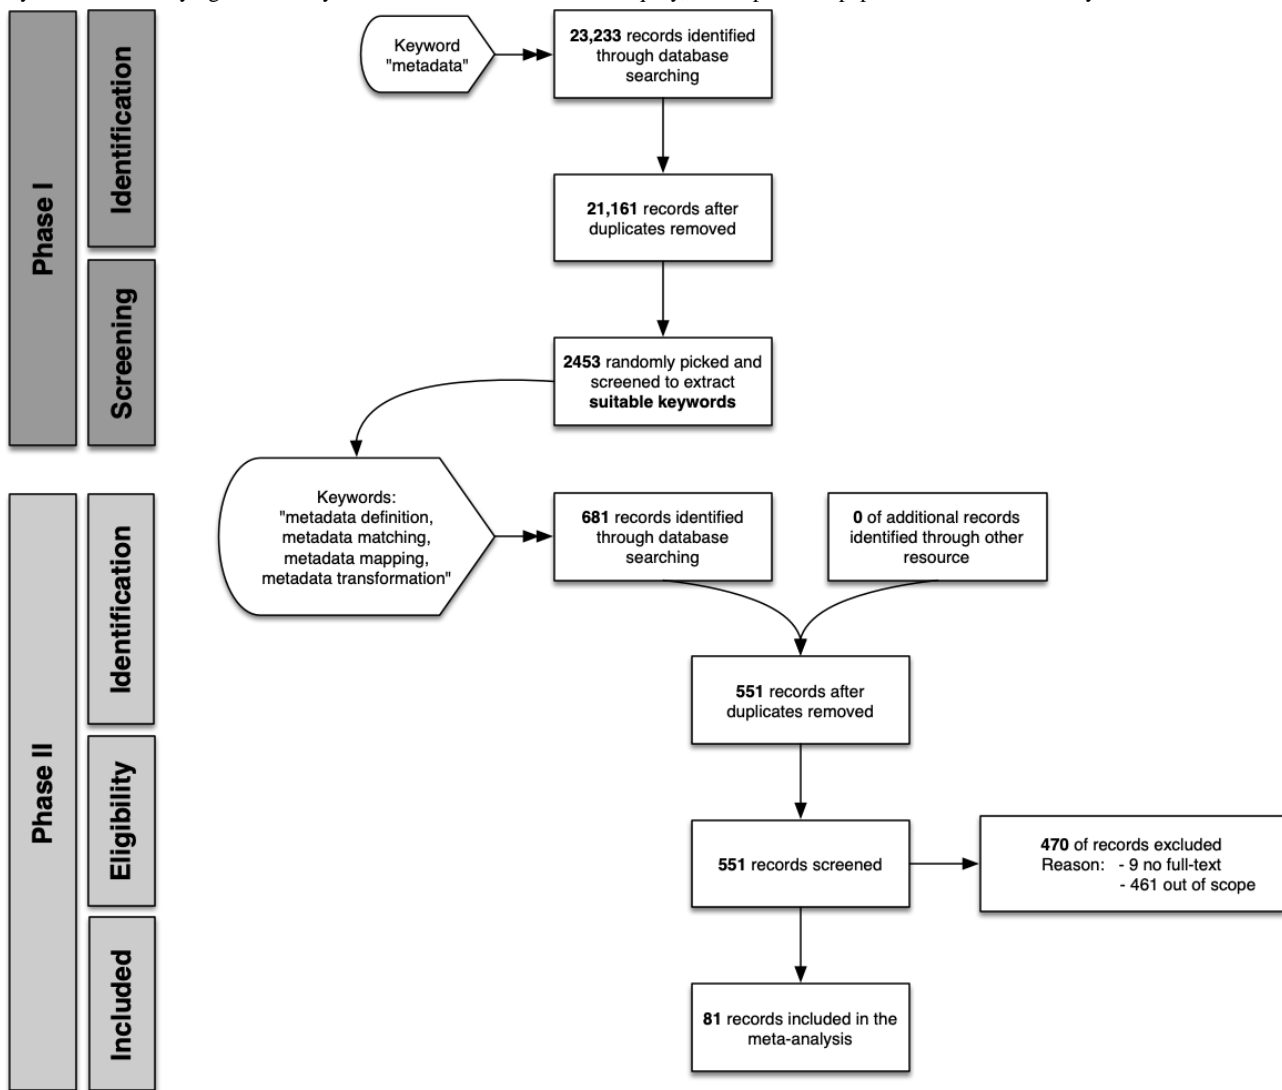 Phase I
Identification
Screening
Keyword
"metadata"
23,233 records identified
through database
searching
21,161 records after
duplicates removed
2453 randomly picked and
screened to extract
suitable keywords
Phase II
Identification
Eligibility
Included
Keywords:
"metadata definition,
metadata matching,
metadata mapping,
metadata transformation"
681 records identified
through database
searching
0 of additional records
identified through other
resource
551 records after
duplicates removed
551 records screened
470 of records excluded
Reason: - 9 no full-text
- 461 out of scope
81 records included in the
meta-analysis